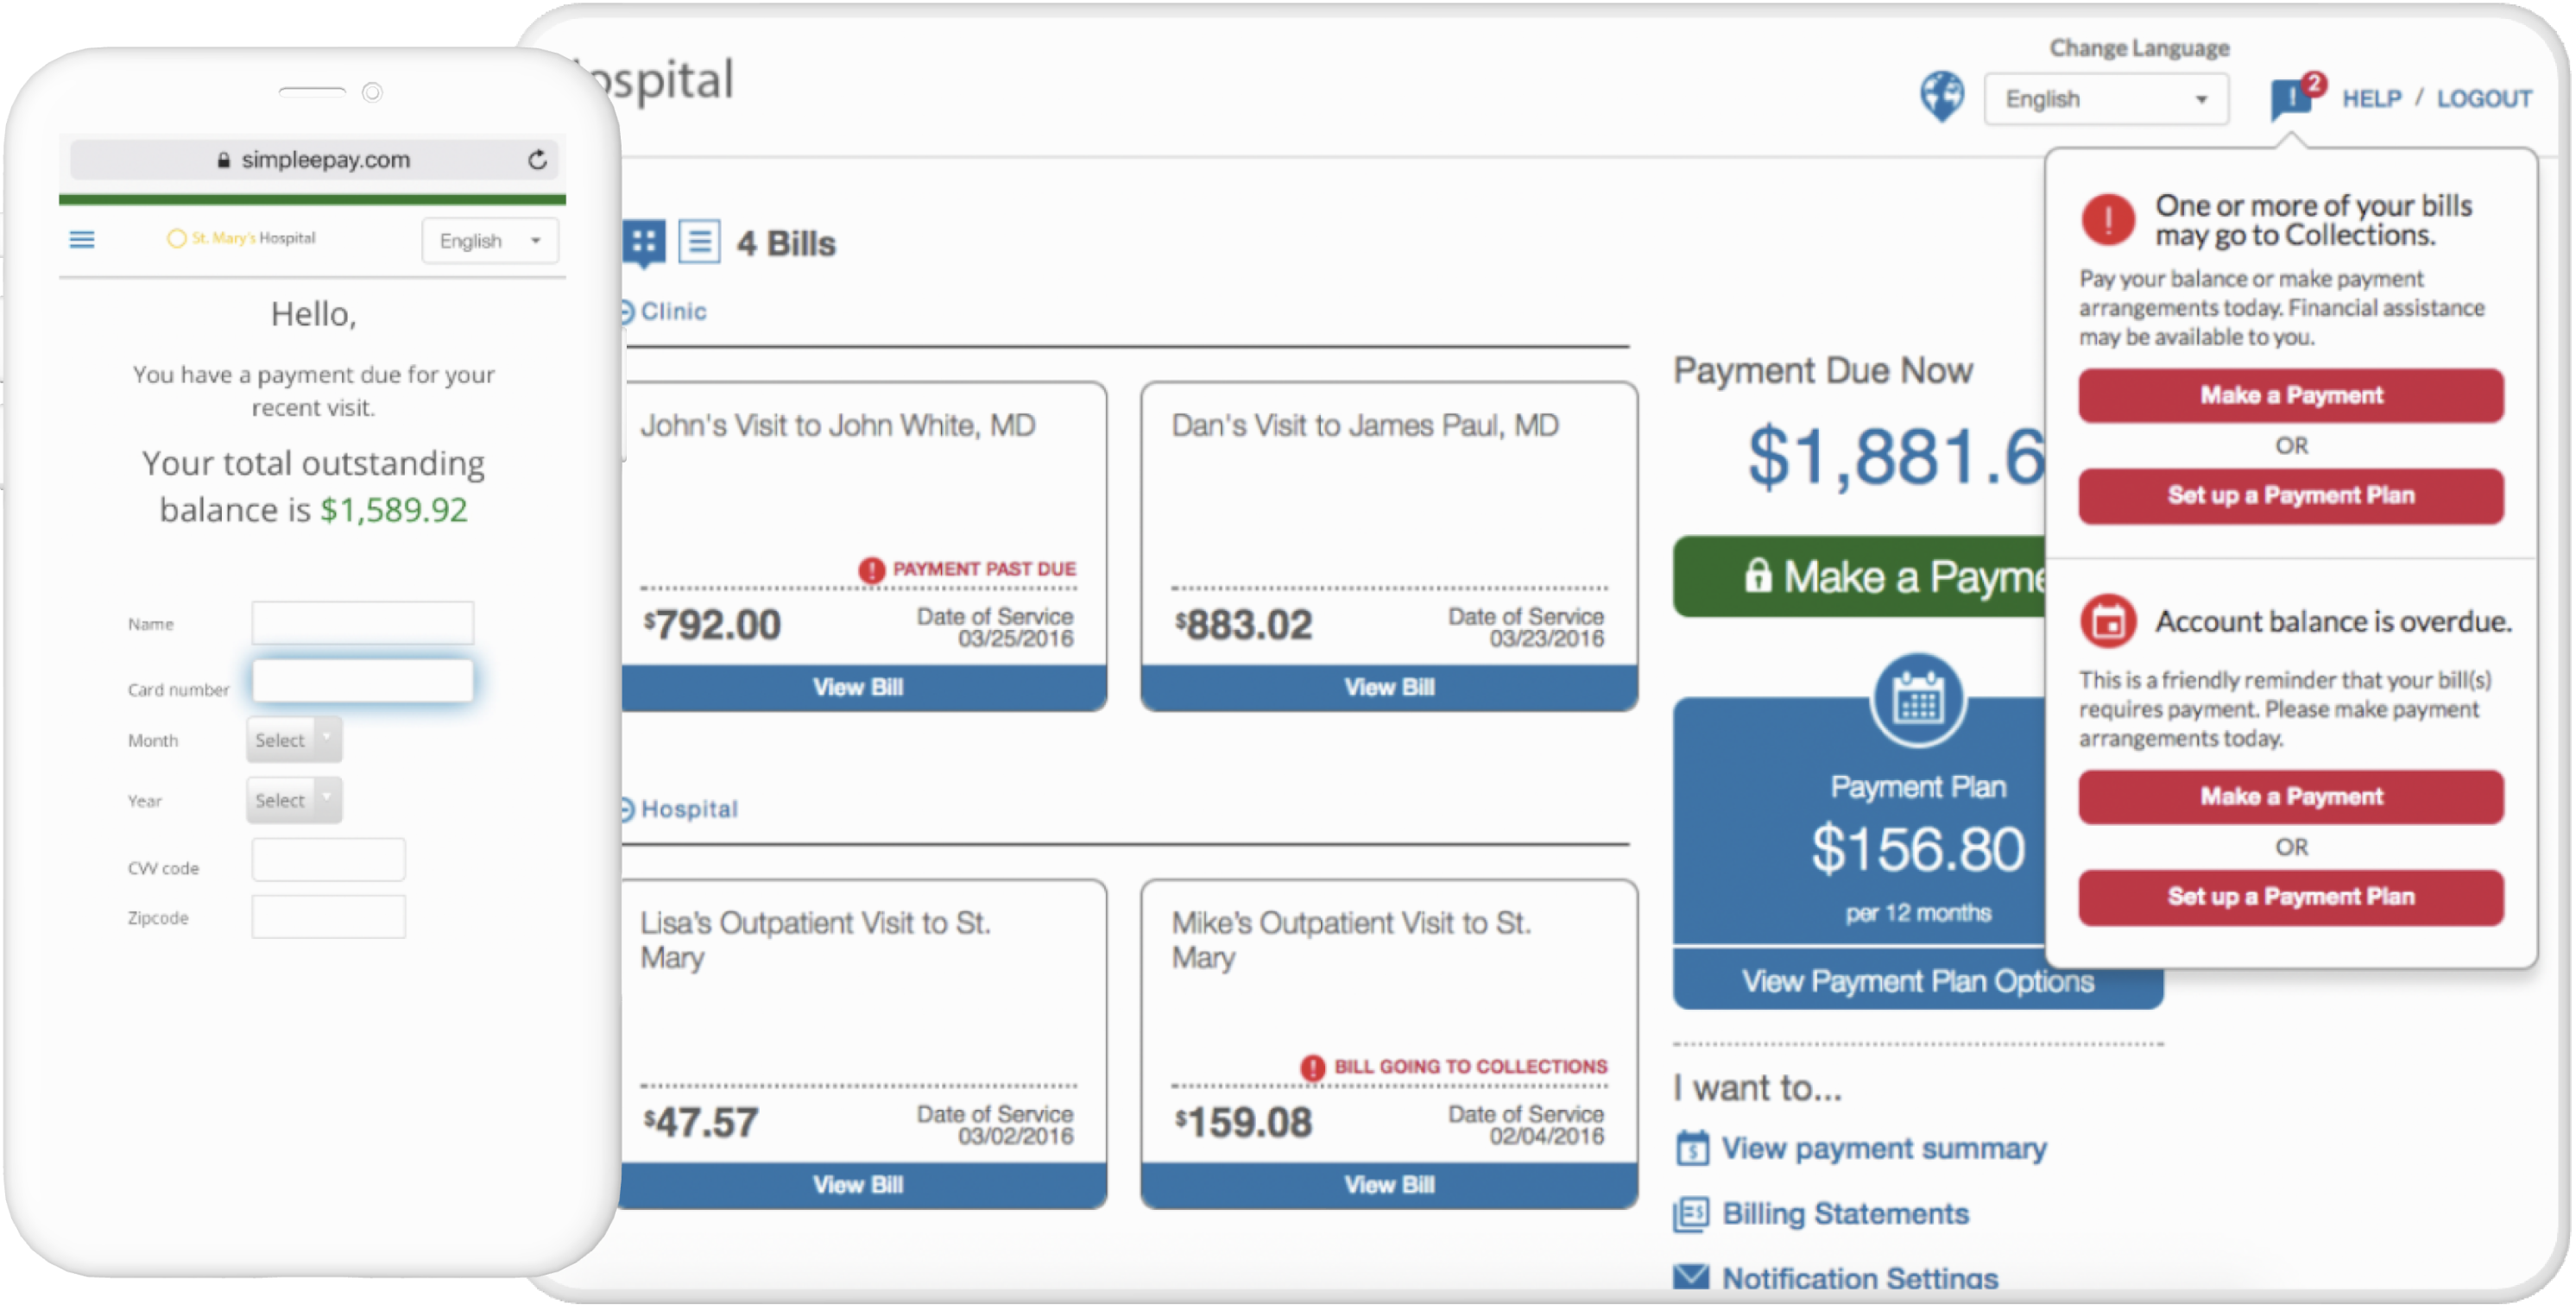 simpleepay.com
St. Mary's Hospital
English
Hello,
You have a payment due for your
recent visit.
Your total outstanding
balance is $1,589.92
Name
Card number
Month
Select
Year
Select
CVV code
Zipcode
ospital
Change Language
English
2
HELP / LOGOUT
4 Bills
Clinic
John's Visit to John White, MD
PAYMENT PAST DUE
$792.00
Date of Service
03/25/2016
View Bill
Dan's Visit to James Paul, MD
$883.02
Date of Service
03/23/2016
View Bill
Hospital
Lisa's Outpatient Visit to St.
Mary
$47.57
Date of Service
03/02/2016
View Bill
Mike's Outpatient Visit to St.
Mary
BILL GOING TO COLLECTIONS
$159.08
Date of Service
02/04/2016
View Bill
Payment Due Now
$1,881.6
Make a Payme
Payment Plan
$156.80
per 12 months
View Payment Plan Options
I want to...
View payment summary
Billing Statements
Notification Settings
One or more of your bills
may go to Collections.
Pay your balance or make payment
arrangements today. Financial assistance
may be available to you.
Make a Payment
OR
Set up a Payment Plan
Account balance is overdue.
This is a friendly reminder that your bill(s)
requires payment. Please make payment
arrangements today.
Make a Payment
OR
Set up a Payment Plan